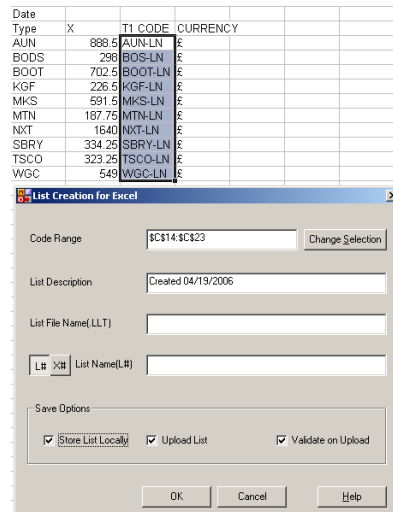 Date
Type X T1 CODE CURRENCY
AUN 888.5 AUN-LN £
BODS 298 BOS-LN £
BOOT 702.5 BOOT-LN £
KGF 226.5 KGF-LN £
MKS 591.5 MKS-LN £
MTN 187.75 MTN-LN £
NXT 1640 NXT-LN £
SBRY 334.25 SBRY-LN £
TSCO 323.25 TSCO-LN £
WGC 549 WGC-LN £
List Creation for Excel
Code Range $C$14:$C$23 Change Selection
List Description Created 04/19/2006
List File Name(.LLT)
L# X# List Name(L#)
Save Options
Store List Locally Upload List Validate on Upload
OK Cancel Help